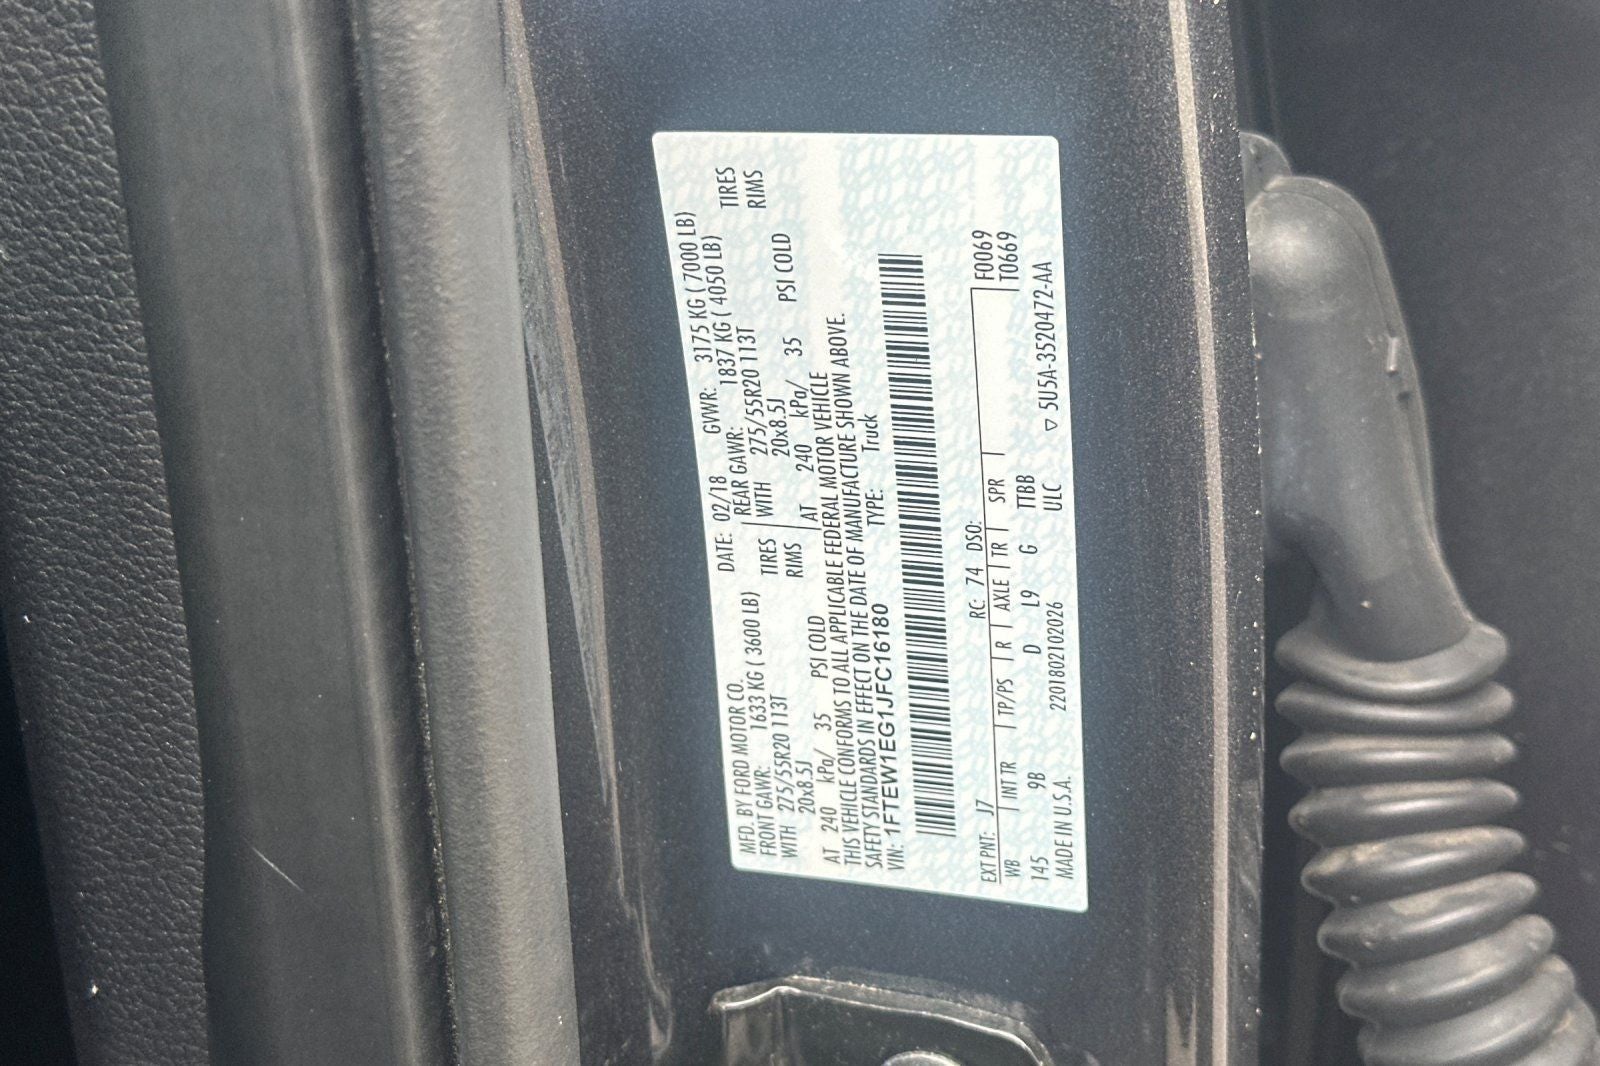 MFD. BY FORD MOTOR CO. DATE: 02/18 GVWR: 3175 KG ( 7000 LB)
FRONT GAWR: 1633 KG ( 3600 LB) REAR GAWR: 1837 KG ( 4050 LB)
WITH 275/55R20 113T TIRES WITH 275/55R20 113T TIRES
20x8.5J RIMS 20x8.5J RIMS
AT 240 kPa/ 35 PSI COLD AT 240 kPa/ 35 PSI COLD
THIS VEHICLE CONFORMS TO ALL APPLICABLE FEDERAL MOTOR VEHICLE
SAFETY STANDARDS IN EFFECT ON THE DATE OF MANUFACTURE SHOWN ABOVE.
VIN: 1FTEW1EG1JFC16180 TYPE: Truck
EXT PNT: J7 RC: 74 DSO: F0069
WB INT TR TP/PS R AXLE TR SPR T0669
145 9B D L9 G TTBB
MADE IN U.S.A. 2201802102026 ULC ▽ 5U5A-3520472-AA